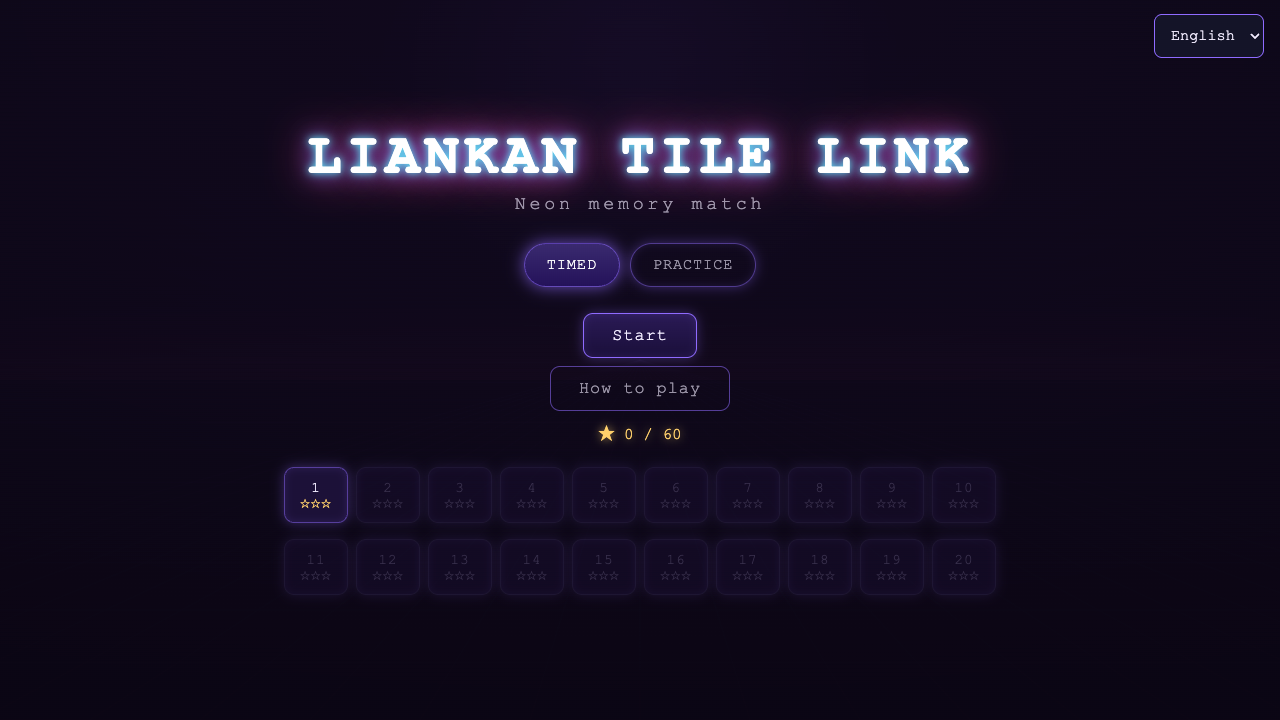 English
LIANKAN TILE LINK
Neon memory match
TIMED PRACTICE
Start
How to play
★ 0 / 60
1 2 3 4 5 6 7 8 9 10
☆☆☆ ☆☆☆ ☆☆☆ ☆☆☆ ☆☆☆ ☆☆☆ ☆☆☆ ☆☆☆ ☆☆☆ ☆☆☆
11 12 13 14 15 16 17 18 19 20
☆☆☆ ☆☆☆ ☆☆☆ ☆☆☆ ☆☆☆ ☆☆☆ ☆☆☆ ☆☆☆ ☆☆☆ ☆☆☆